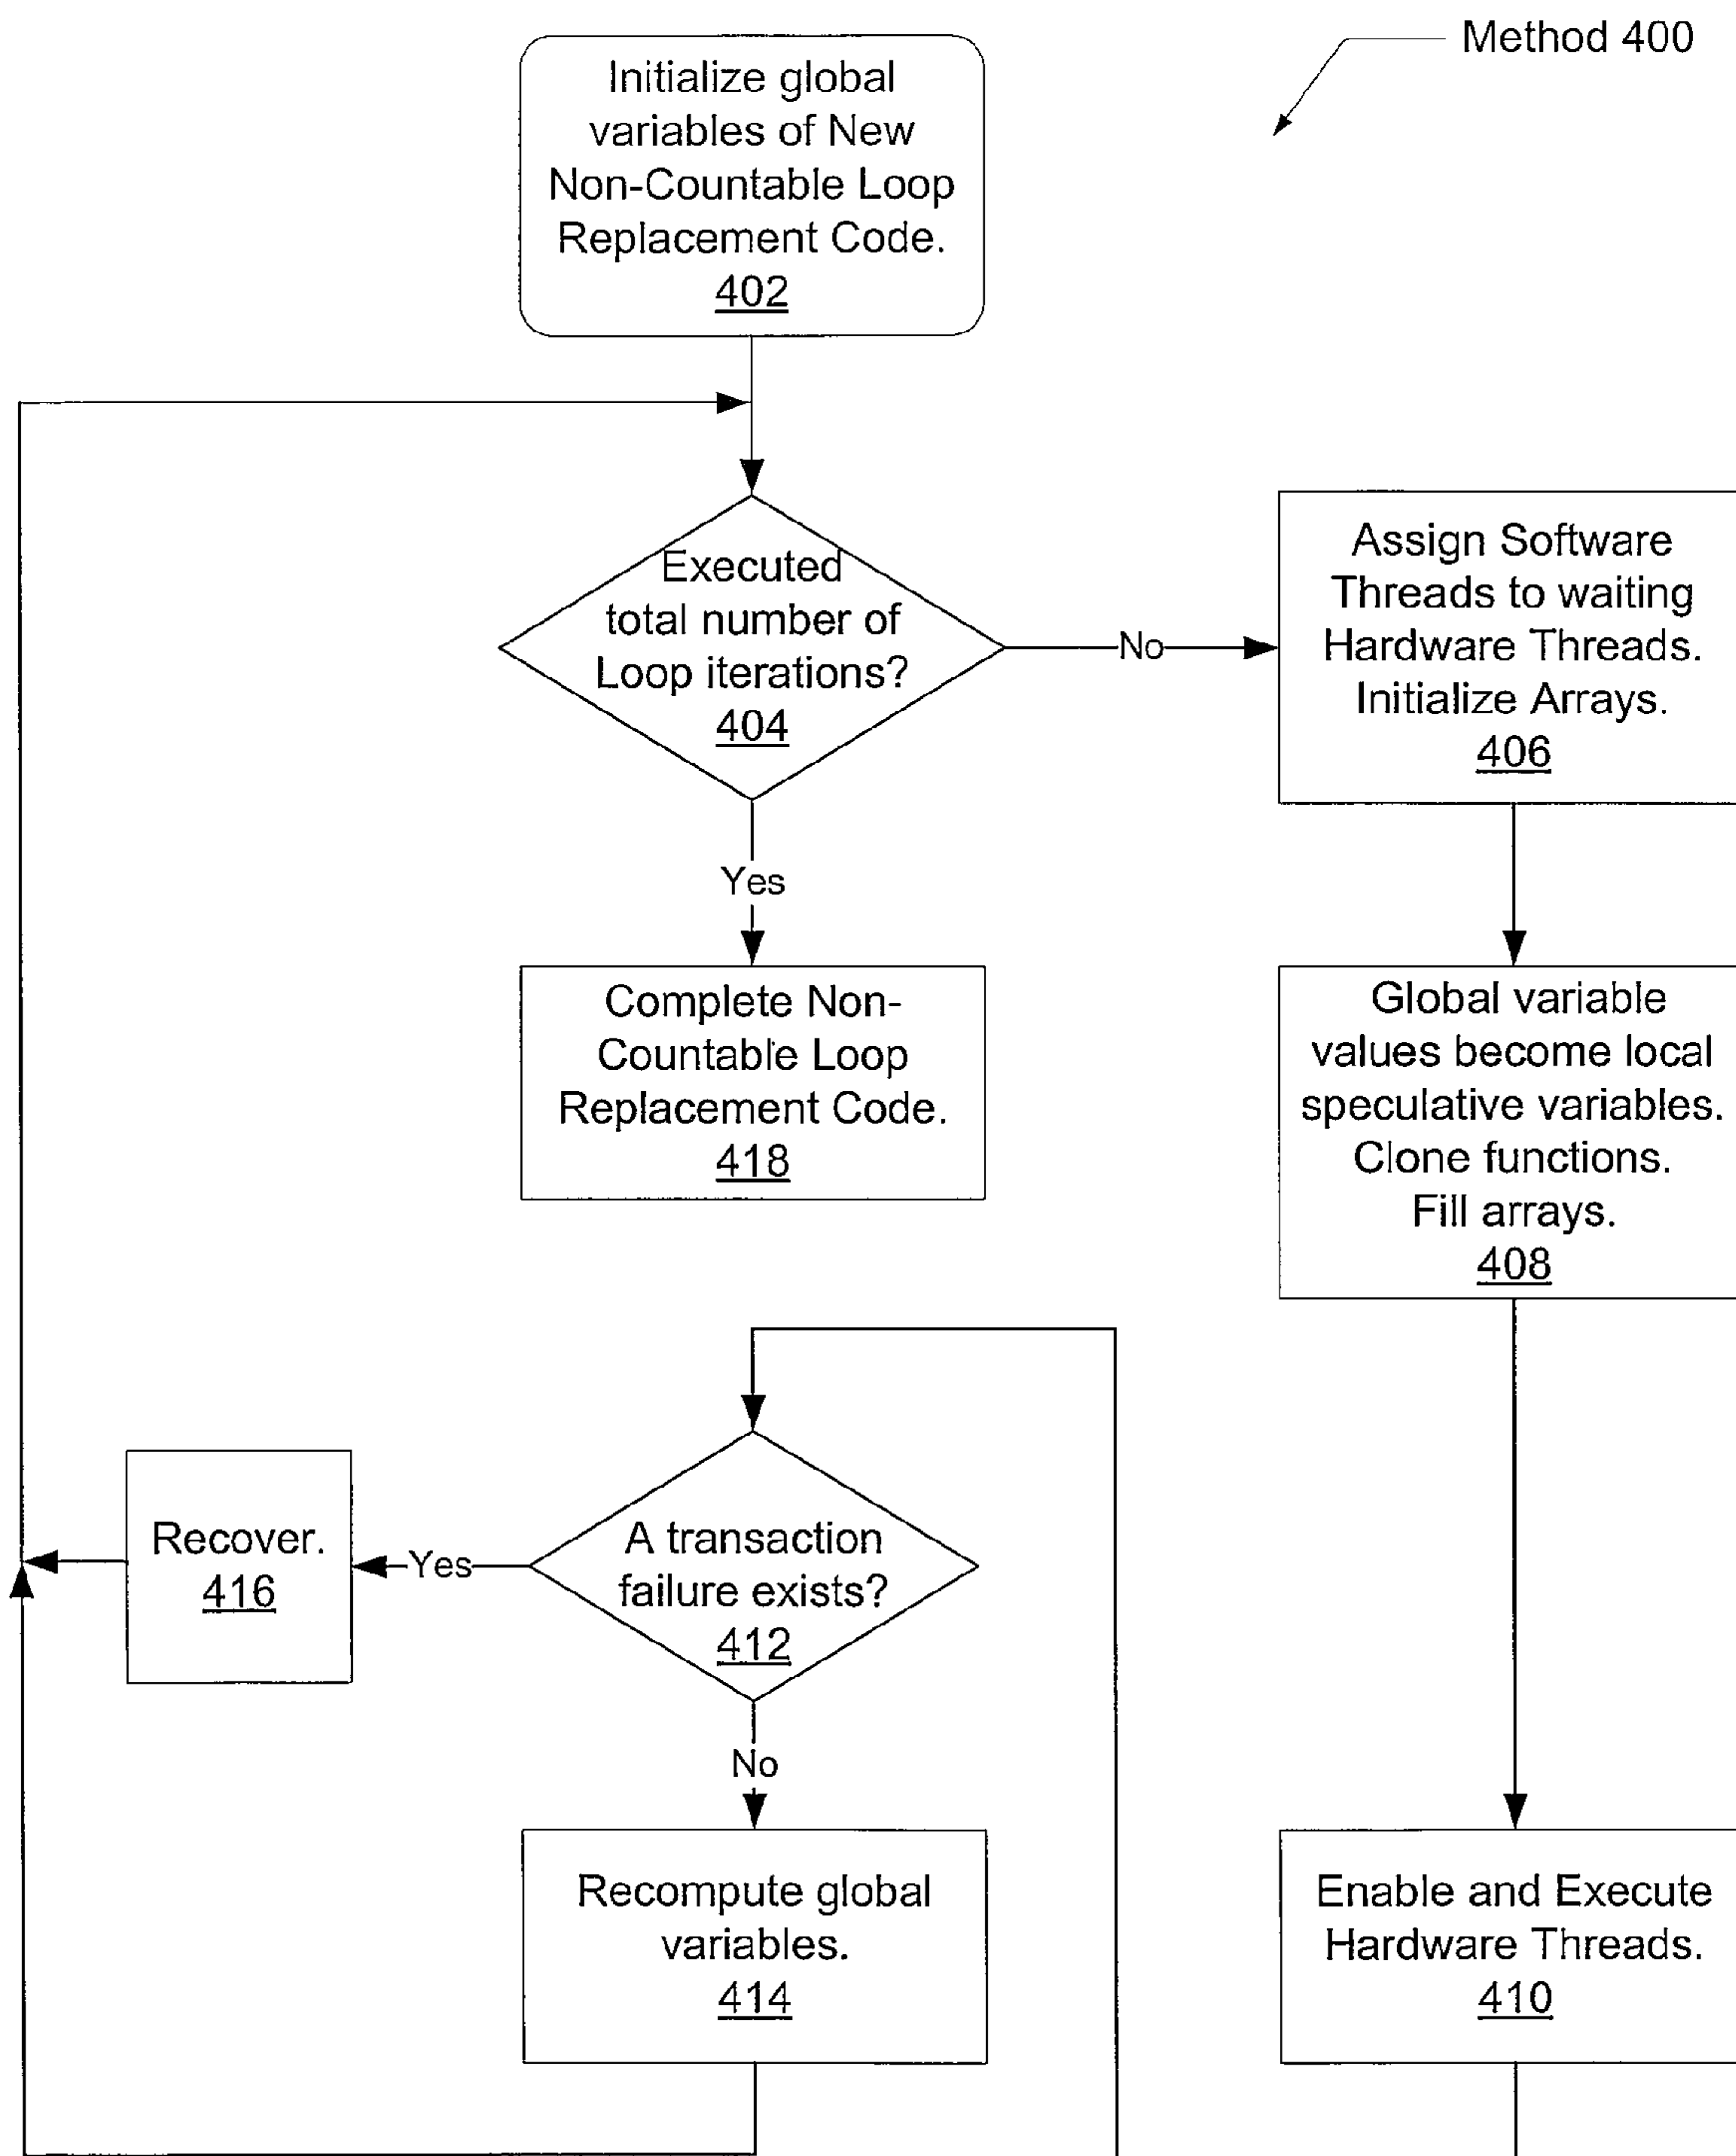 Method 400
Initialize global
variables of New
Non-Countable Loop
Replacement Code.
402
Executed
total number of
Loop iterations?
404
No
Assign Software
Threads to waiting
Hardware Threads.
Initialize Arrays.
406
Yes
Complete Non-
Countable Loop
Replacement Code.
418
Global variable
values become local
speculative variables.
Clone functions.
Fill arrays.
408
Recover.
416
Yes
A transaction
failure exists?
412
No
Recompute global
variables.
414
Enable and Execute
Hardware Threads.
410